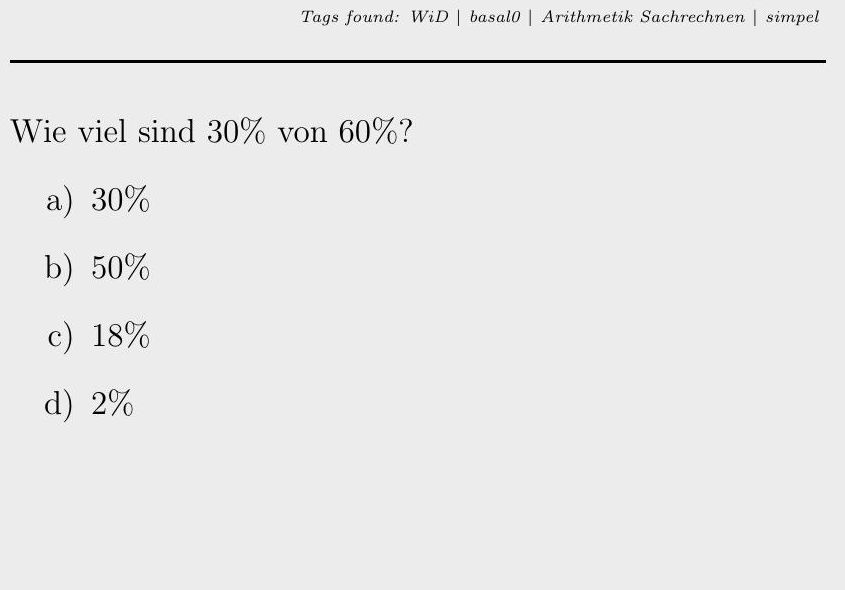 Tags found: WiD | basal0 | Arithmetik Sachrechnen | simpel
Wie viel sind 30% von 60%?
a) 30%
b) 50%
c) 18%
d) 2%